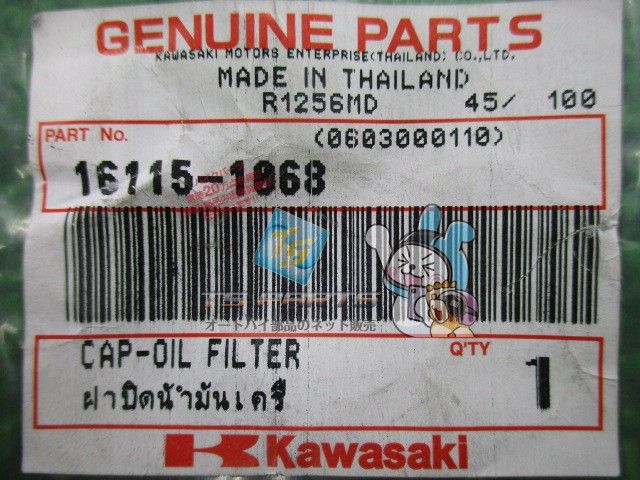 GENUINE PARTS
KAWASAKI MOTORS ENTERPRISE(THAILAND) CO.,LTD.
MADE IN THAILAND
R1256MD 45/ 100
PART No. (0603000110)
16115-1068
TS PARTS
オートバイ部品のネット販売
CAP-OIL FILTER Q'TY
ฝาปิดน้ำมันเครื 1
Kawasaki